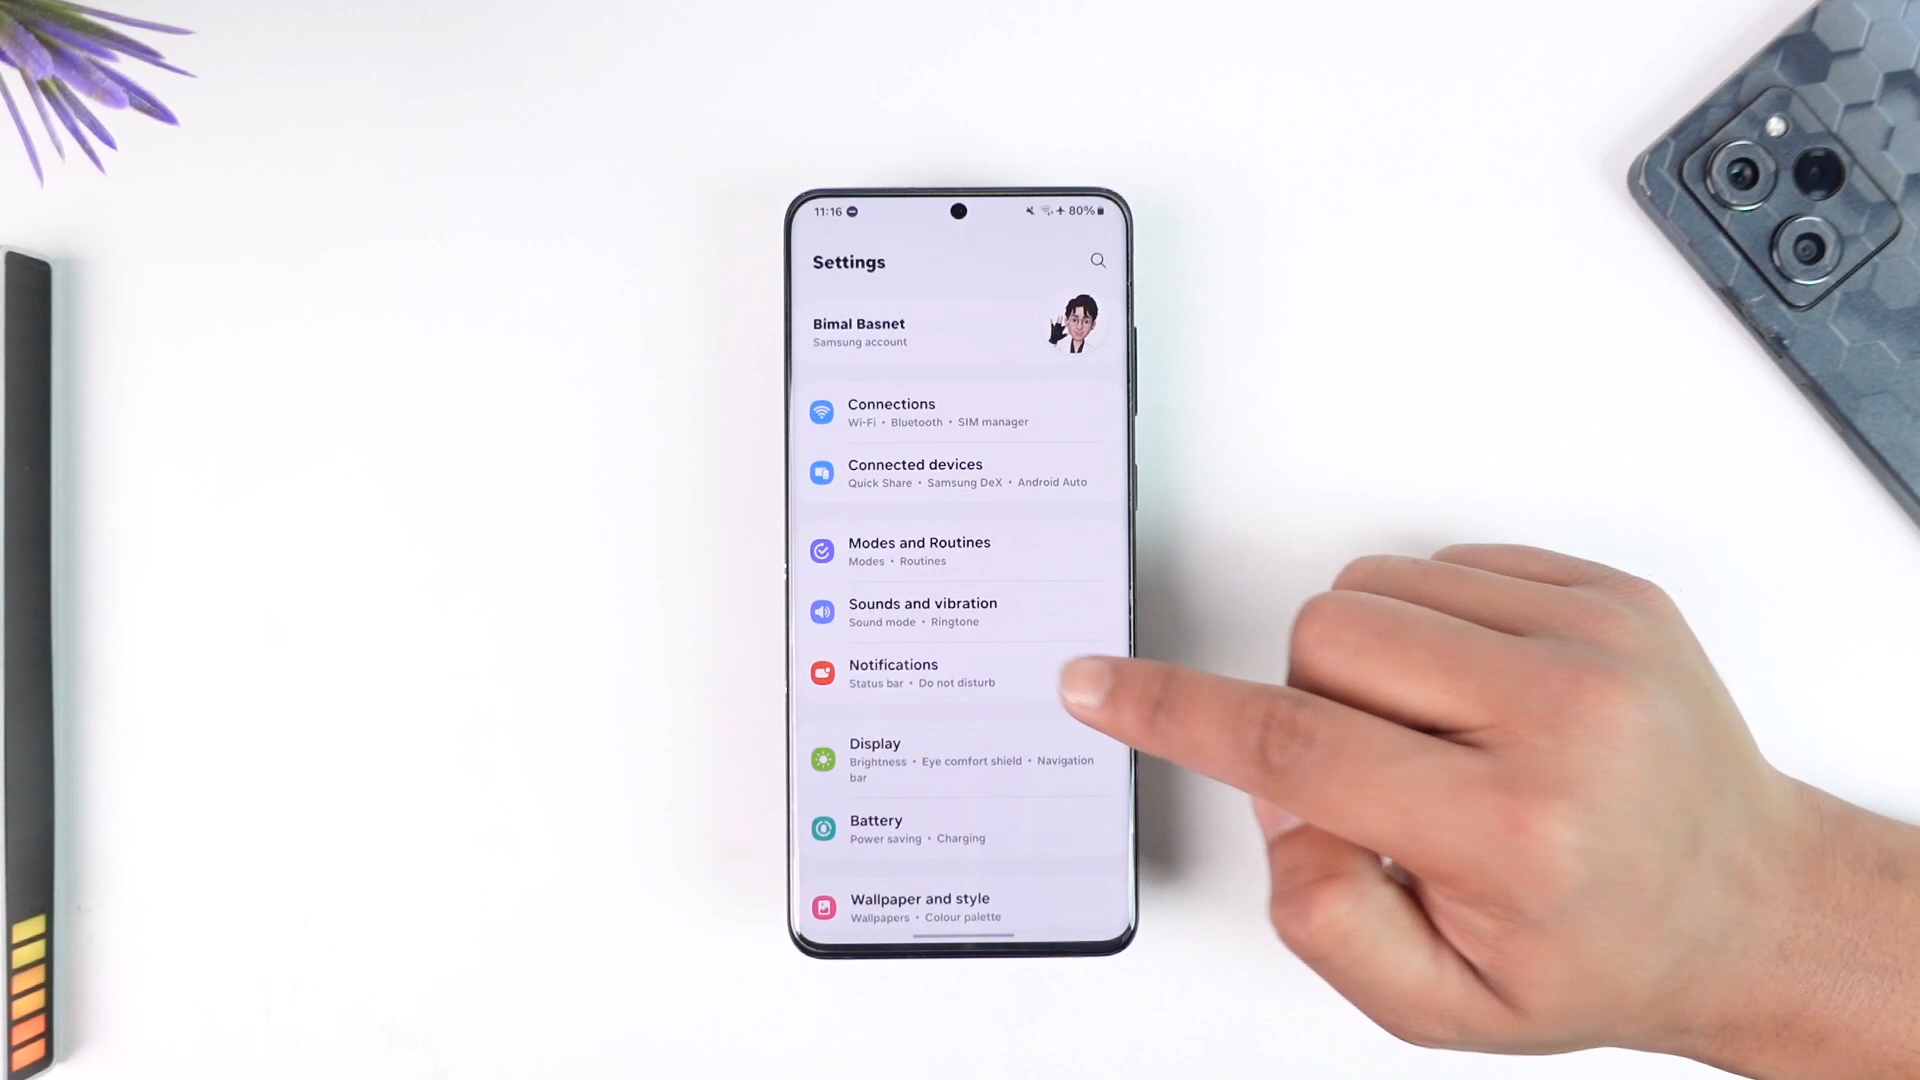 11:16 80%
Settings
Bimal Basnet
Samsung account
Connections
Wi-Fi • Bluetooth • SIM manager
Connected devices
Quick Share • Samsung DeX • Android Auto
Modes and Routines
Modes • Routines
Sounds and vibration
Sound mode • Ringtone
Notifications
Status bar • Do not disturb
Display
Brightness • Eye comfort shield • Navigation
bar
Battery
Power saving • Charging
Wallpaper and style
Wallpapers • Colour palette